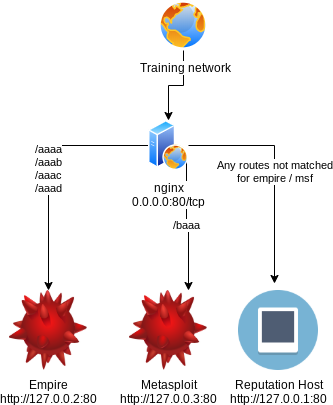 Training network
/aaaa
/aaab
/aaac
/aaad
Any routes not matched
for empire / msf
nginx
0.0.0.0:80/tcp
/baaa
Empire
http://127.0.0.2:80
Metasploit
http://127.0.0.3:80
Reputation Host
http://127.0.0.1:80